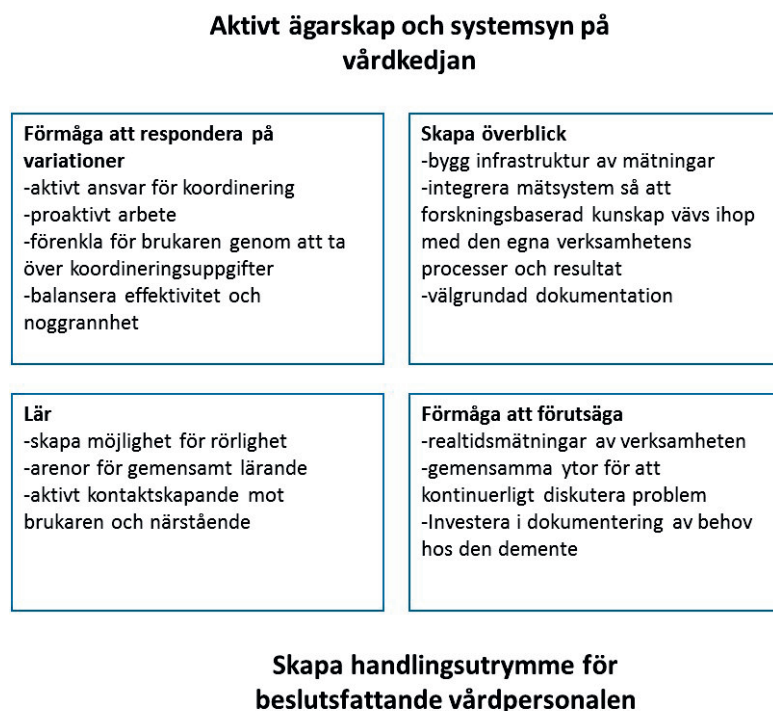 Aktivt ägarskap och systemsyn på
vårdkedjan
Förmåga att respondera på
variationer
-aktivt ansvar för koordinering
-proaktivt arbete
-förenkla för brukaren genom att ta
över koordineringsuppgifter
-balansera effektivitet och
noggrannhet
Skapa överblick
-bygg infrastruktur av mätningar
-integrera mätsystem så att
forskningsbaserad kunskap vävs ihop
med den egna verksamhetens
processer och resultat
-välgrundad dokumentation
Lär
-skapa möjlighet för rörlighet
-arenor för gemensamt lärande
-aktivt kontaktskapande mot
brukaren och närstående
Förmåga att förutsäga
-realtidsmätningar av verksamheten
-gemensamma ytor för att
kontinuerligt diskutera problem
-Investera i dokumentering av behov
hos den demente
Skapa handlingsutrymme för
beslutsfattande vårdpersonalen